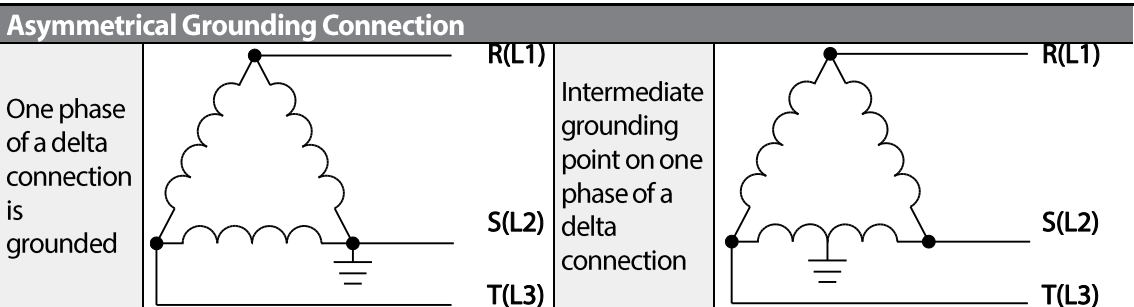 Asymmetrical Grounding Connection
One phase
of a delta
connection
is
grounded
R(L1)
S(L2)
T(L3)
Intermediate
grounding
point on one
phase of a
delta
connection
R(L1)
S(L2)
T(L3)